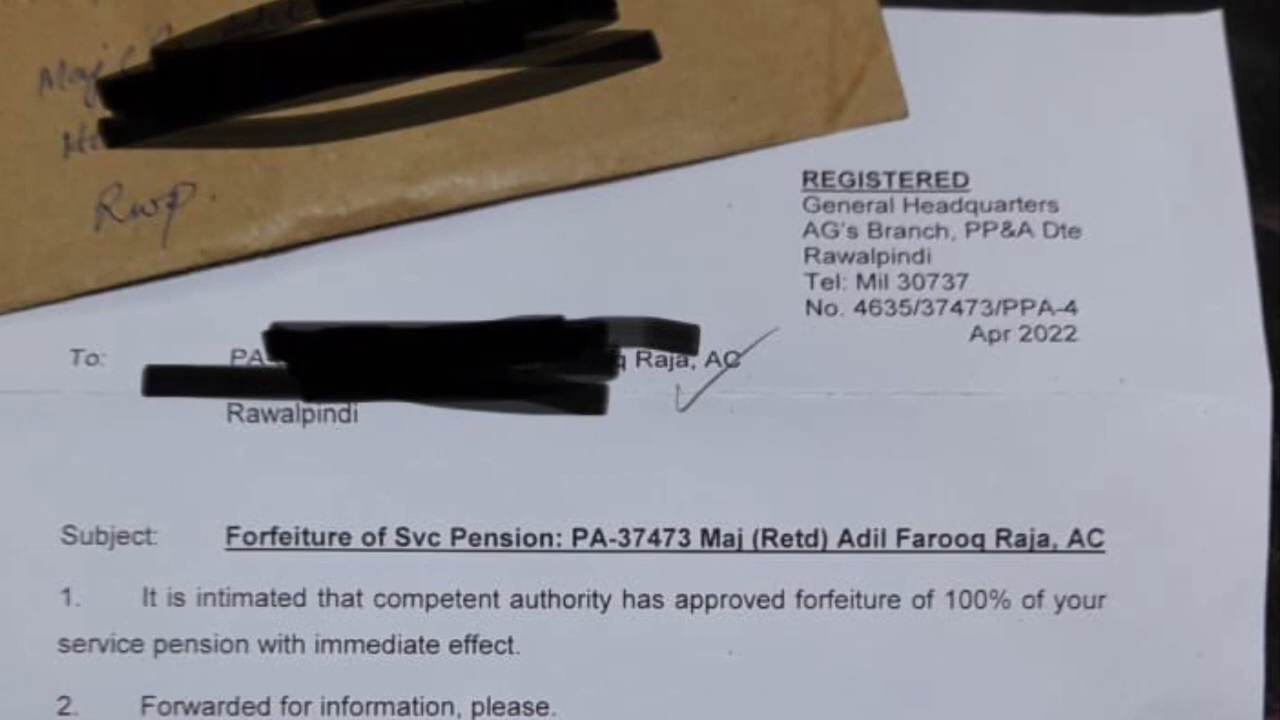 Maj
Rwp.
REGISTERED
General Headquarters
AG's Branch, PP&A Dte
Rawalpindi
Tel: Mil 30737
No. 4635/37473/PPA-4
Apr 2022
To: PA Raja, AC
Rawalpindi
Subject: Forfeiture of Svc Pension: PA-37473 Maj (Retd) Adil Farooq Raja, AC
1. It is intimated that competent authority has approved forfeiture of 100% of your
service pension with immediate effect.
2. Forwarded for information, please.